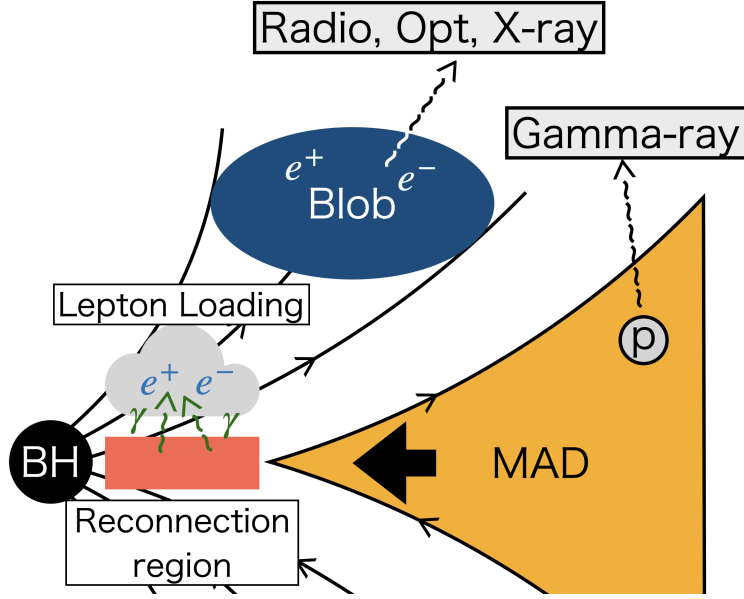 Radio, Opt, X-ray
Gamma-ray
e⁺
e⁻
Blob
Lepton Loading
p
e⁺ e⁻
γ γ
BH
MAD
Reconnection
region